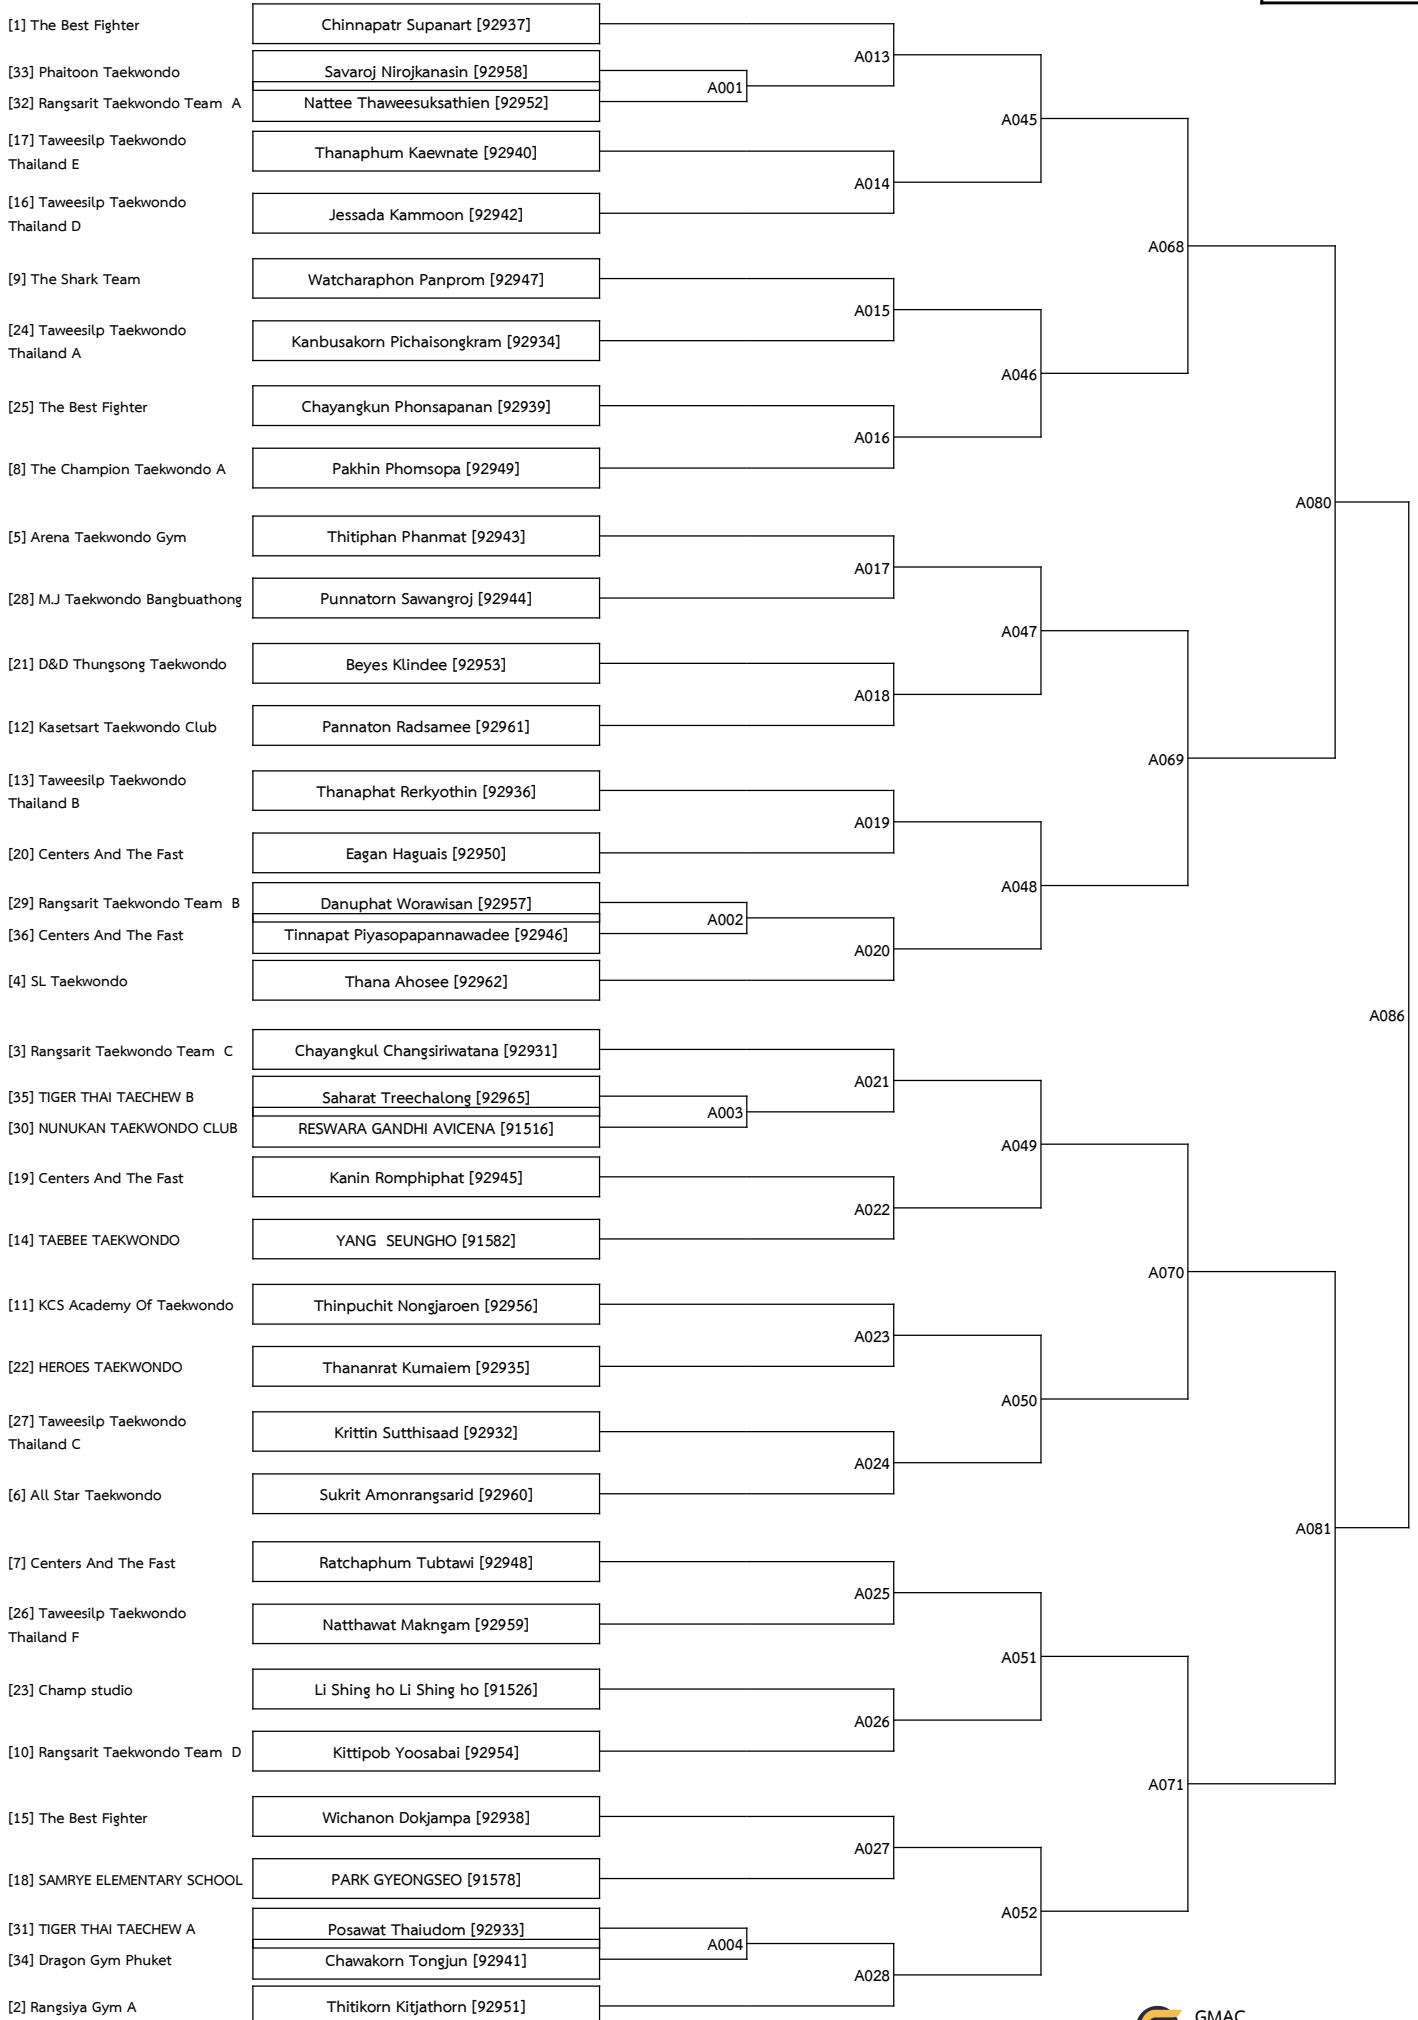 [1] The Best Fighter
Chinnapatr Supanart [92937]
A013
[33] Phaitoon Taekwondo
Savaroj Nirojkanasin [92958]
A001
[32] Rangsarit Taekwondo Team  A
Nattee Thaweesuksathien [92952]
A045
[17] Taweesilp Taekwondo
Thailand E
Thanaphum Kaewnate [92940]
A014
[16] Taweesilp Taekwondo
Thailand D
Jessada Kammoon [92942]
A068
[9] The Shark Team
Watcharaphon Panprom [92947]
A015
[24] Taweesilp Taekwondo
Thailand A
Kanbusakorn Pichaisongkram [92934]
A046
[25] The Best Fighter
Chayangkun Phonsapanan [92939]
A016
[8] The Champion Taekwondo A
Pakhin Phomsopa [92949]
A080
[5] Arena Taekwondo Gym
Thitiphan Phanmat [92943]
A017
[28] M.J Taekwondo Bangbuathong
Punnatorn Sawangroj [92944]
A047
[21] D&D Thungsong Taekwondo
Beyes Klindee [92953]
A018
[12] Kasetsart Taekwondo Club
Pannaton Radsamee [92961]
A069
[13] Taweesilp Taekwondo
Thailand B
Thanaphat Rerkyothin [92936]
A019
[20] Centers And The Fast
Eagan Haguais [92950]
A048
[29] Rangsarit Taekwondo Team  B
Danuphat Worawisan [92957]
A002
[36] Centers And The Fast
Tinnapat Piyasopapannawadee [92946]
A020
[4] SL Taekwondo
Thana Ahosee [92962]
A086
[3] Rangsarit Taekwondo Team  C
Chayangkul Changsiriwatana [92931]
A021
[35] TIGER THAI TAECHEW B
Saharat Treechalong [92965]
A003
[30] NUNUKAN TAEKWONDO CLUB
RESWARA GANDHI AVICENA [91516]
A049
[19] Centers And The Fast
Kanin Romphiphat [92945]
A022
[14] TAEBEE TAEKWONDO
YANG  SEUNGHO [91582]
A070
[11] KCS Academy Of Taekwondo
Thinpuchit Nongjaroen [92956]
A023
[22] HEROES TAEKWONDO
Thananrat Kumaiem [92935]
A050
[27] Taweesilp Taekwondo
Thailand C
Krittin Sutthisaad [92932]
A024
[6] All Star Taekwondo
Sukrit Amonrangsarid [92960]
A081
[7] Centers And The Fast
Ratchaphum Tubtawi [92948]
A025
[26] Taweesilp Taekwondo
Thailand F
Natthawat Makngam [92959]
A051
[23] Champ studio
Li Shing ho Li Shing ho [91526]
A026
[10] Rangsarit Taekwondo Team  D
Kittipob Yoosabai [92954]
A071
[15] The Best Fighter
Wichanon Dokjampa [92938]
A027
[18] SAMRYE ELEMENTARY SCHOOL
PARK GYEONGSEO [91578]
A052
[31] TIGER THAI TAECHEW A
Posawat Thaiudom [92933]
A004
[34] Dragon Gym Phuket
Chawakorn Tongjun [92941]
A028
[2] Rangsiya Gym A
Thitikorn Kitjathorn [92951]
GMAC